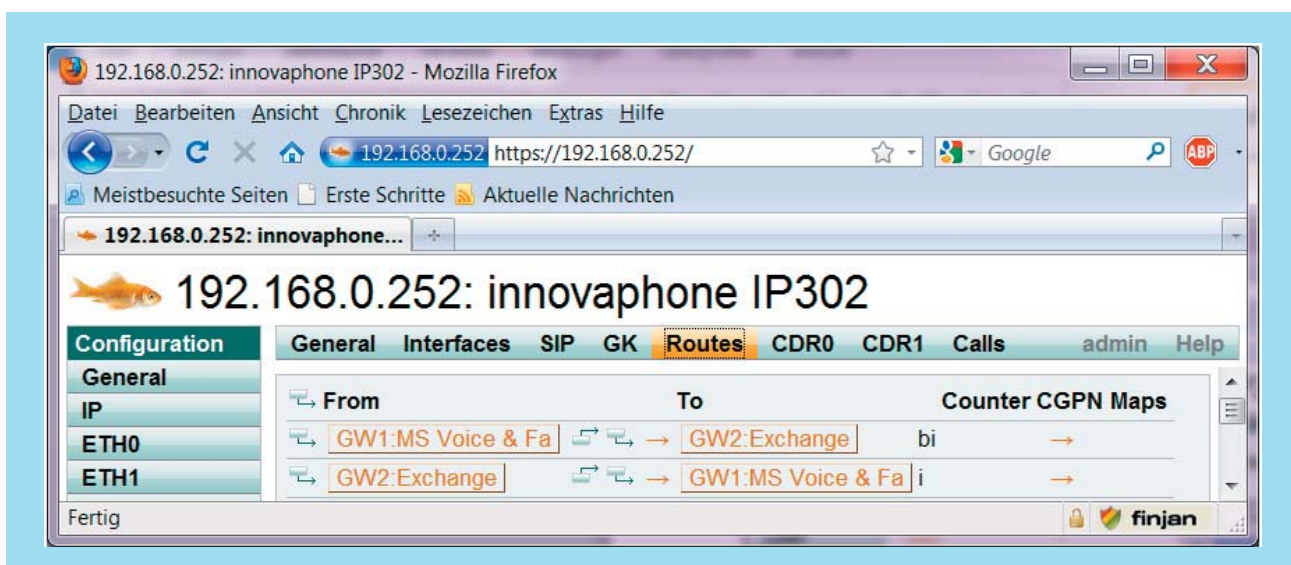 192.168.0.252: innovaphone IP302 - Mozilla Firefox
Datei Bearbeiten Ansicht Chronik Lesezeichen Extras Hilfe
192.168.0.252 https://192.168.0.252/ Google ABP
Meistbesuchte Seiten Erste Schritte Aktuelle Nachrichten
192.168.0.252: innovaphone...
192.168.0.252: innovaphone IP302
Configuration General Interfaces SIP GK Routes CDR0 CDR1 Calls admin Help
General
IP From To Counter CGPN Maps
ETH0 GW1:MS Voice & Fa → GW2:Exchange bi →
ETH1 GW2:Exchange → GW1:MS Voice & Fa i →
Fertig finjan